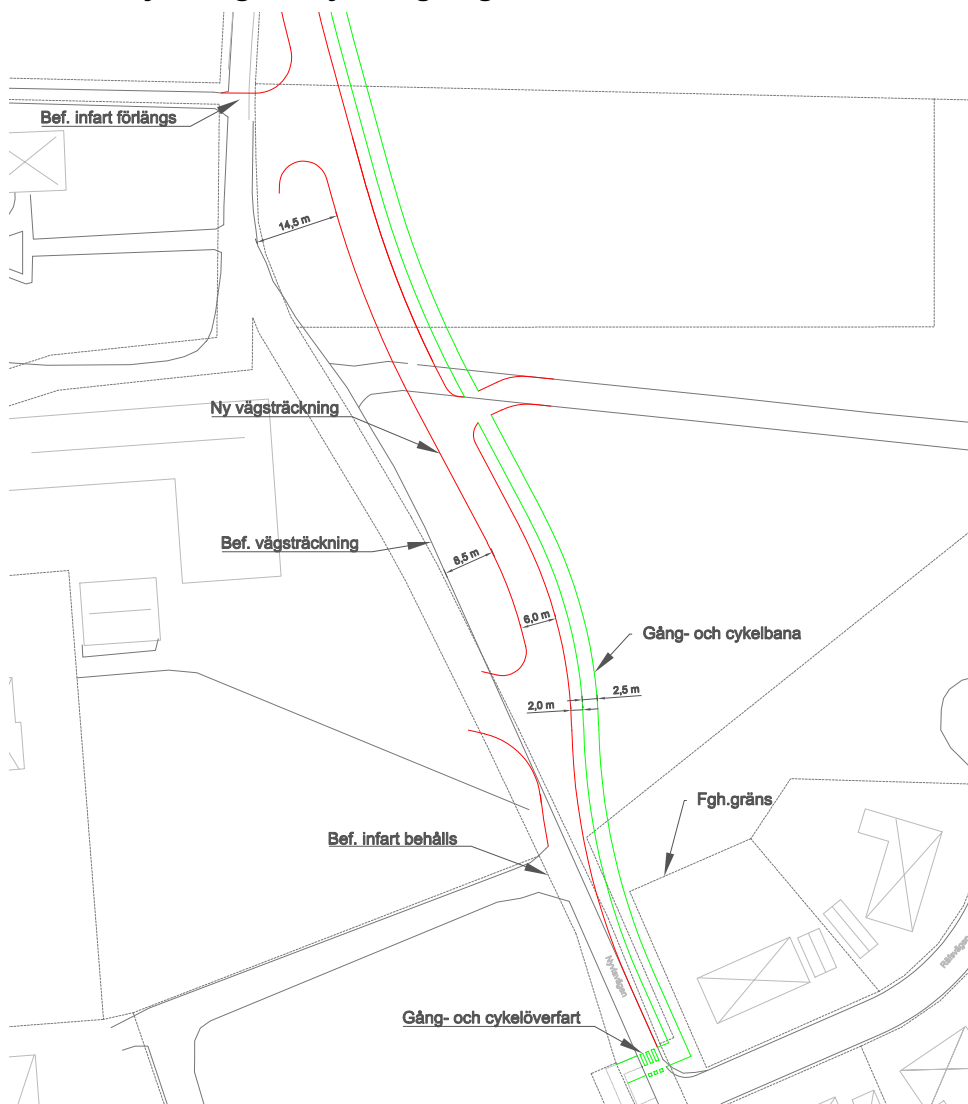 Bef. infart förlängs
14,5 m
Ny vägsträckning
Bef. vägsträckning
8,5 m
6,0 m
Gång- och cykelbana
2,5 m
2,0 m
Fgh.gräns
Bef. infart behålls
Gång- och cykelöverfart